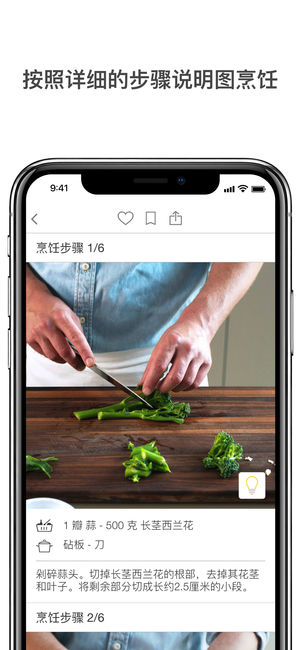 按照详细的步骤说明图烹饪
9:41
烹饪步骤 1/6
1 瓣 蒜 - 500 克 长茎西兰花
砧板 - 刀
剁碎蒜头。切掉长茎西兰花的根部，去掉其花茎
和叶子。将剩余部分切成长约2.5厘米的小段。
烹饪步骤 2/6